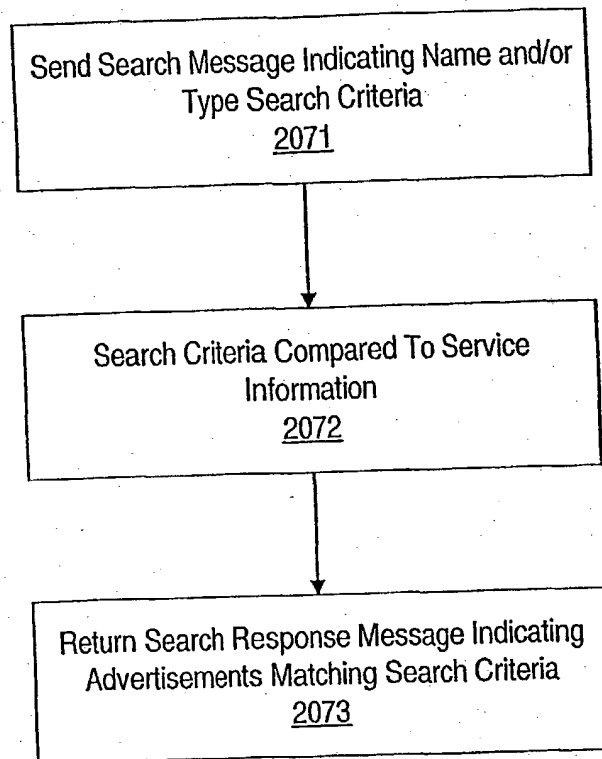 Send Search Message Indicating Name and/or
Type Search Criteria
2071
Search Criteria Compared To Service
Information
2072
Return Search Response Message Indicating
Advertisements Matching Search Criteria
2073